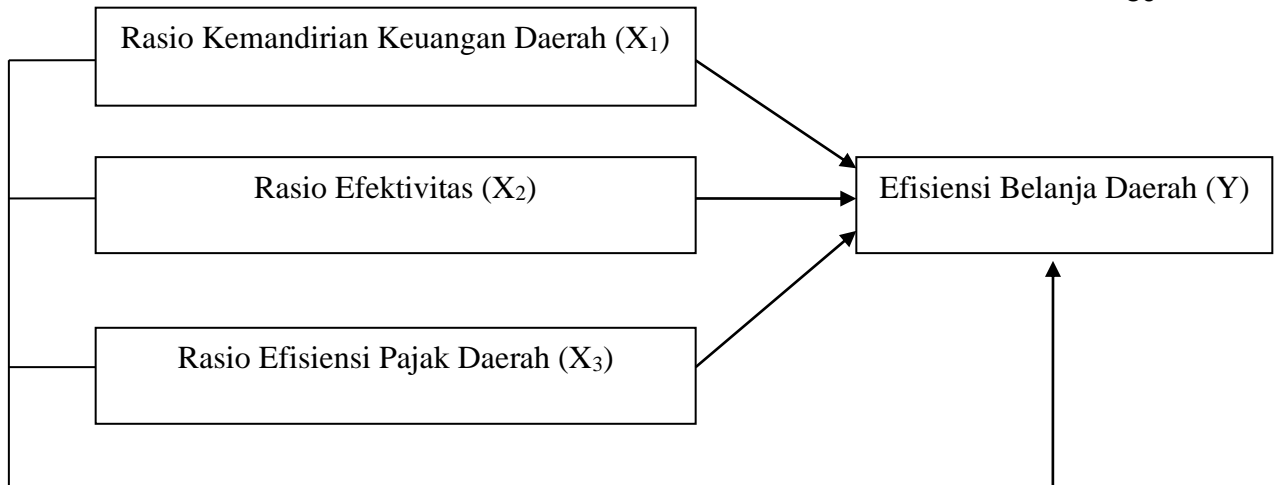 Rasio Kemandirian Keuangan Daerah (X₁)
Rasio Efektivitas (X₂)
Efisiensi Belanja Daerah (Y)
Rasio Efisiensi Pajak Daerah (X₃)